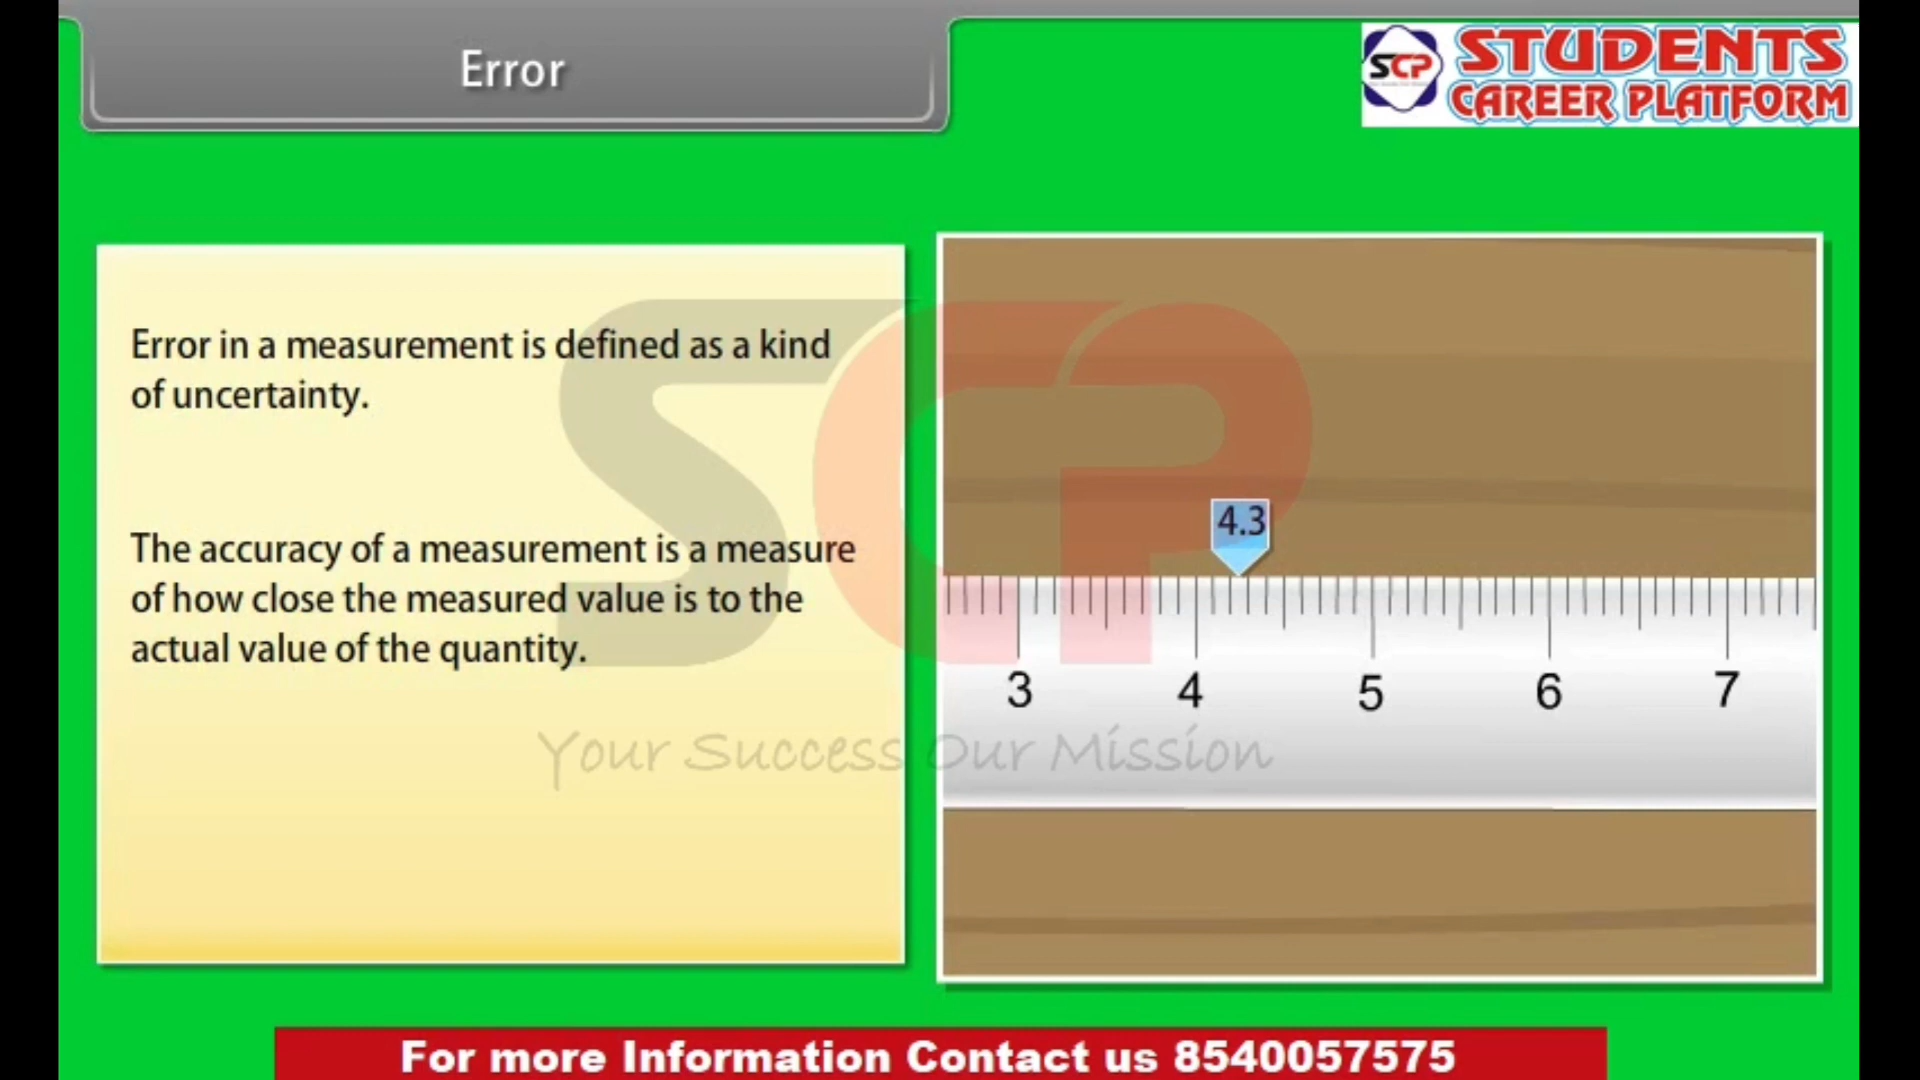 Error
SCP STUDENTS
CAREER PLATFORM
Error in a measurement is defined as a kind
of uncertainty.
The accuracy of a measurement is a measure
of how close the measured value is to the
actual value of the quantity.
SCP
Your Success Our Mission
4.3
3 4 5 6 7
For more Information Contact us 8540057575